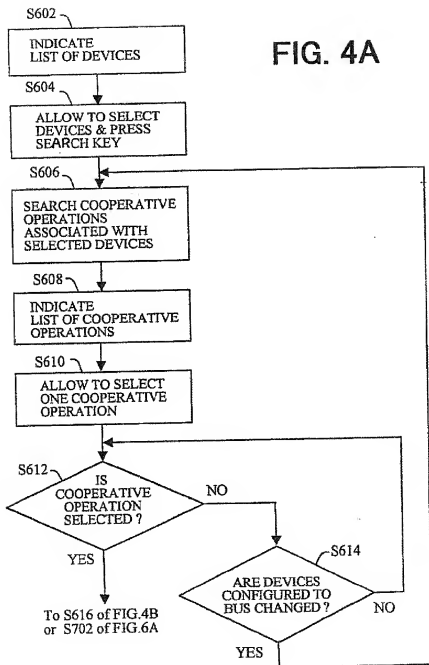 FIG. 4A
S602
INDICATE
LIST OF DEVICES
S604
ALLOW TO SELECT
DEVICES & PRESS
SEARCH KEY
S606
SEARCH COOPERATIVE
OPERATIONS
ASSOCIATED WITH
SELECTED DEVICES
S608
INDICATE
LIST OF COOPERATIVE
OPERATIONS
S610
ALLOW TO SELECT
ONE COOPERATIVE
OPERATION
S612
IS
COOPERATIVE
OPERATION
SELECTED ?
NO
YES
To S616 of FIG.4B
or S702 of FIG.6A
S614
ARE DEVICES
CONFIGURED TO
BUS CHANGED ?
NO
YES